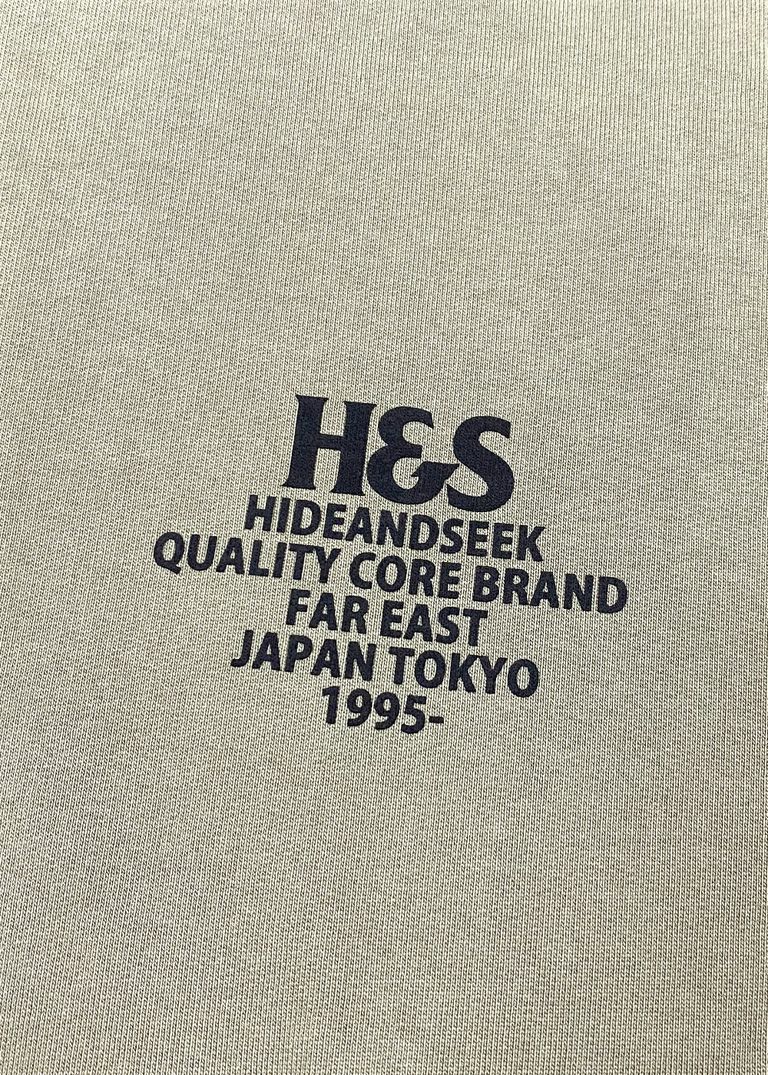 H&S
HIDEANDSEEK
QUALITY CORE BRAND
FAR EAST
JAPAN TOKYO
1995-